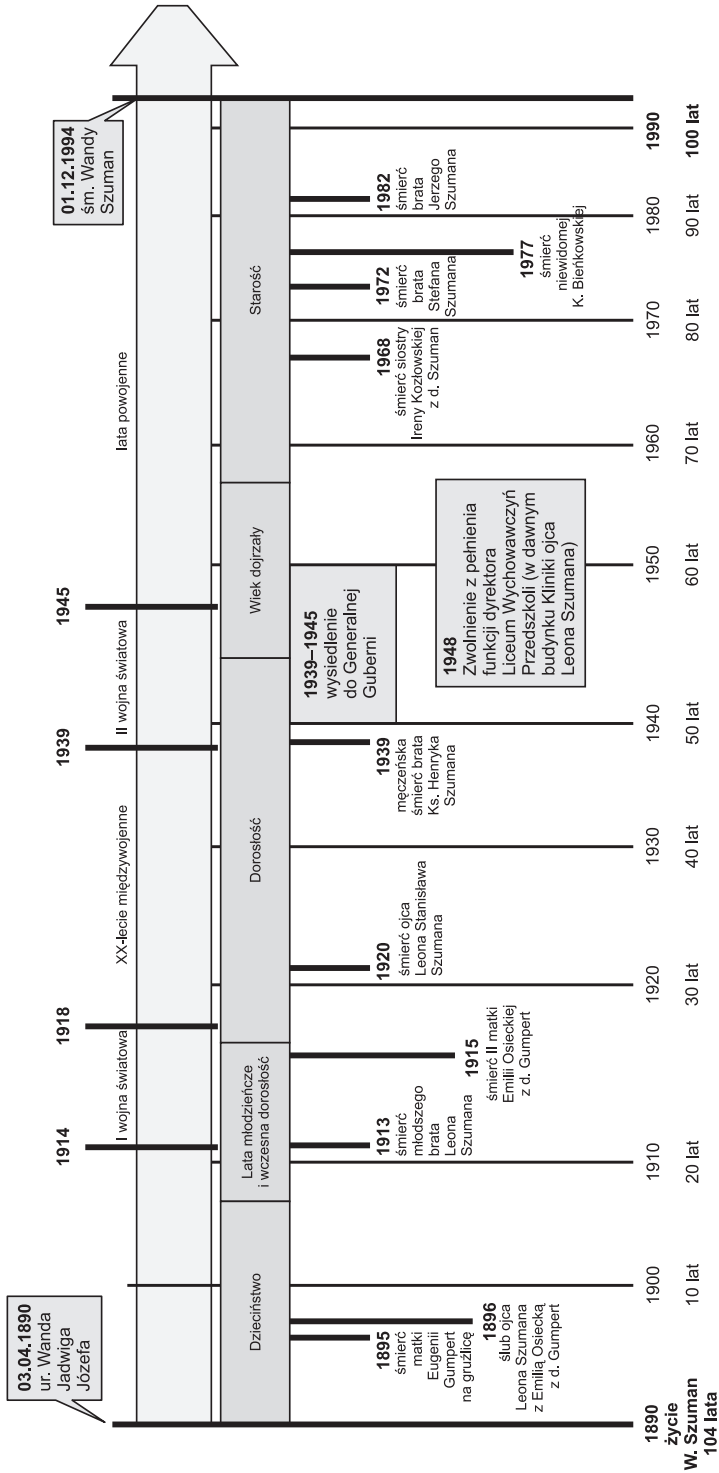 03.04.1890
ur. Wanda
Jadwiga
Józefa
01.12.1994
śm. Wandy
Szuman
1914
1918
1939
1945
I wojna światowa
XX-lecie międzywojenne
II wojna światowa
lata powojenne
Dzieciństwo
Lata młodzieńcze
i wczesna dorosłość
Dorosłość
Wiek dojrzały
Starość
1895
śmierć
matki
Eugenii
Gumpert
na gruźlicę
1896
ślub ojca
Leona Szumana
z Emilią Osiecką
z d. Gumpert
1913
śmierć
młodszego
brata
Leona
Szumana
1915
śmierć II matki
Emilii Osieckiej
z d. Gumpert
1920
śmierć ojca
Leona Stanisława
Szumana
1939
męczeńska
śmierć brata
Ks. Henryka
Szumana
1939–1945
wysiedlenie
do Generalnej
Guberni
1948
Zwolnienie z pełnienia
funkcji dyrektora
Liceum Wychowawczyń
Przedszkoli (w dawnym
budynku Kliniki ojca
Leona Szumana)
1968
śmierć siostry
Ireny Kozłowskiej
z d. Szuman
1972
śmierć
brata
Stefana
Szumana
1977
śmierć
niewidomej
K. Bieńkowskiej
1982
śmierć
brata
Jerzego
Szumana
1890 1900 1910 1920 1930 1940 1950 1960 1970 1980 1990
życie
W. Szuman
104 lata
10 lat 20 lat 30 lat 40 lat 50 lat 60 lat 70 lat 80 lat 90 lat 100 lat